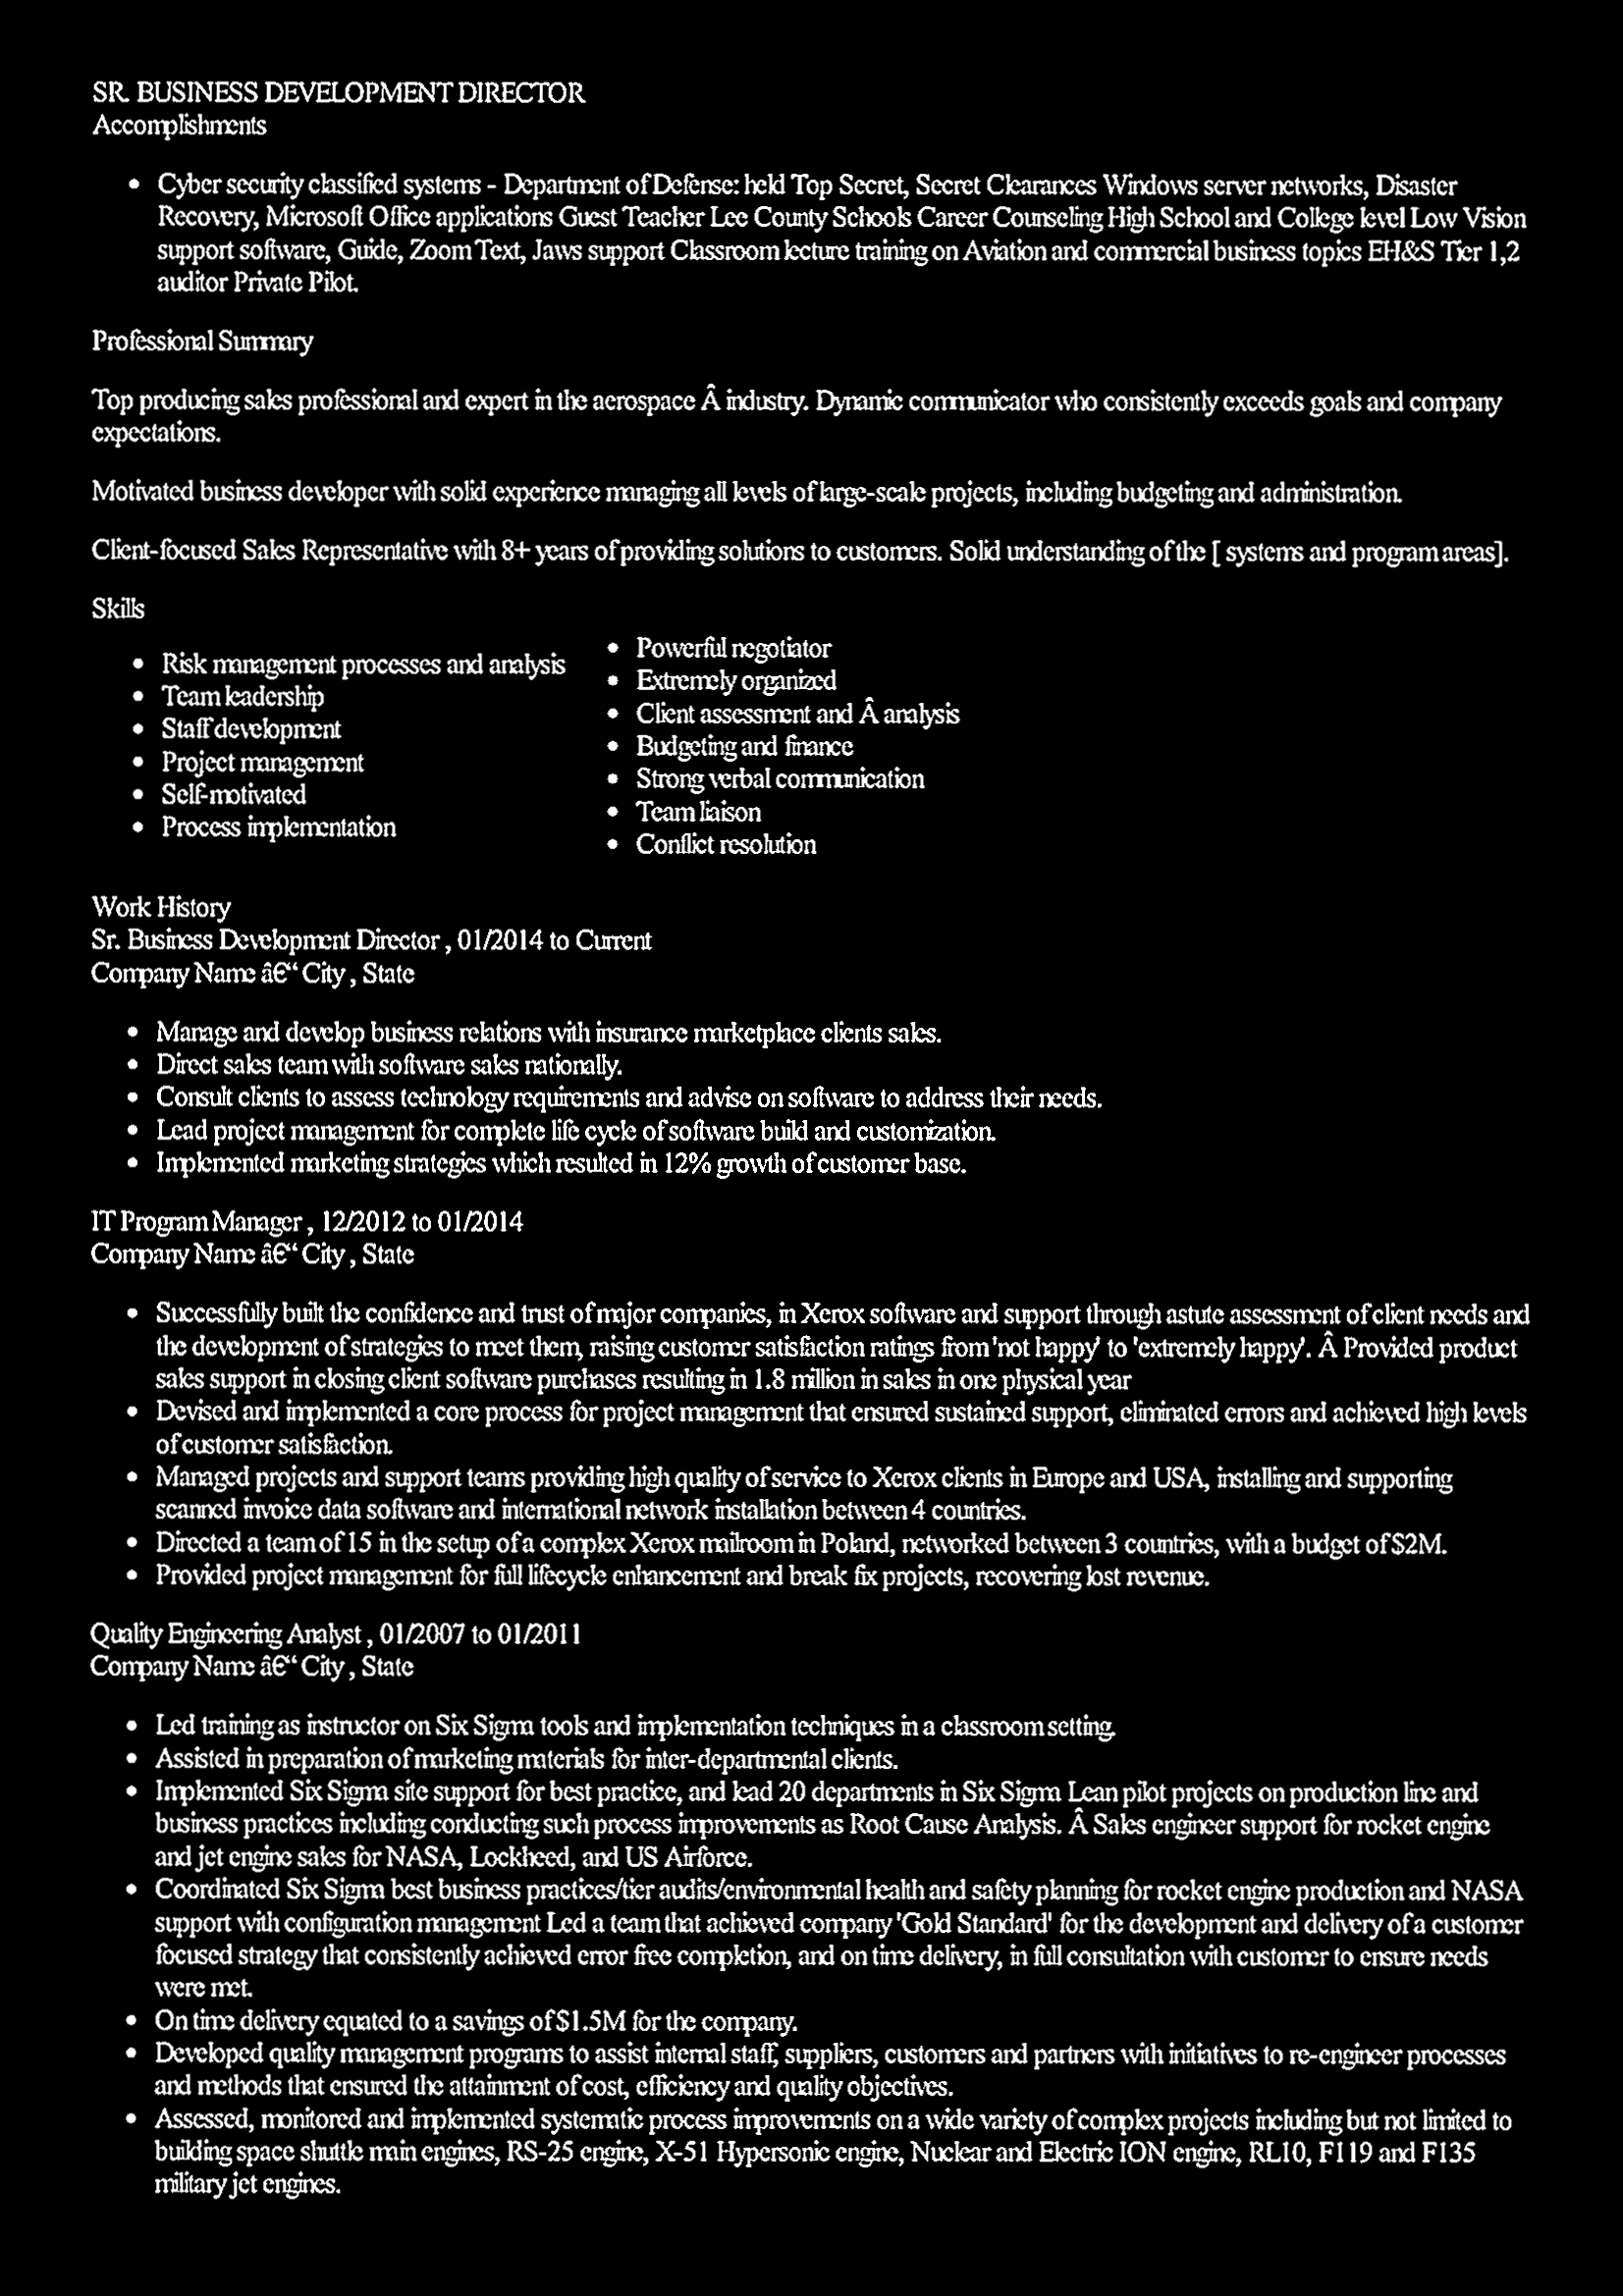 SR. BUSINESS DEVELOPMENT DIRECTOR
Accomplishments
• Cyber security classified systems - Department of Defense: held Top Secret, Secret Clearances Windows server networks, Disaster
Recovery, Microsoft Office applications Guest Teacher Lee County Schools Career Counseling High School and College level Low Vision
support software, Guide, ZoomText, Jaws support Classroom lecture training on Aviation and commercial business topics EH&S Tier 1,2
auditor Private Pilot.
Professional Summary
Top producing sales professional and expert in the aerospace Â industry. Dynamic communicator who consistently exceeds goals and company
expectations.
Motivated business developer with solid experience managing all levels of large-scale projects, including budgeting and administration.
Client-focused Sales Representative with 8+ years of providing solutions to customers. Solid understanding of the [ systems and program areas].
Skills
• Risk management processes and analysis
• Team leadership
• Staff development
• Project management
• Self-motivated
• Process implementation
• Powerful negotiator
• Extremely organized
• Client assessment and Â analysis
• Budgeting and finance
• Strong verbal communication
• Team liaison
• Conflict resolution
Work History
Sr. Business Development Director , 01/2014 to Current
Company Name â€“ City , State
• Manage and develop business relations with insurance marketplace clients sales.
• Direct sales team with software sales nationally.
• Consult clients to assess technology requirements and advise on software to address their needs.
• Lead project management for complete life cycle of software build and customization.
• Implemented marketing strategies which resulted in 12% growth of customer base.
IT Program Manager , 12/2012 to 01/2014
Company Name â€“ City , State
• Successfully built the confidence and trust of major companies, in Xerox software and support through astute assessment of client needs and
the development of strategies to meet them, raising customer satisfaction ratings from 'not happy' to 'extremely happy'. Â Provided product
sales support in closing client software purchases resulting in 1.8 million in sales in one physical year
• Devised and implemented a core process for project management that ensured sustained support, eliminated errors and achieved high levels
of customer satisfaction.
• Managed projects and support teams providing high quality of service to Xerox clients in Europe and USA, installing and supporting
scanned invoice data software and international network installation between 4 countries.
• Directed a team of 15 in the setup of a complex Xerox mailroom in Poland, networked between 3 countries, with a budget of $2M.
• Provided project management for full lifecycle enhancement and break fix projects, recovering lost revenue.
Quality Engineering Analyst , 01/2007 to 01/2011
Company Name â€“ City , State
• Led training as instructor on Six Sigma tools and implementation techniques in a classroom setting.
• Assisted in preparation of marketing materials for inter-departmental clients.
• Implemented Six Sigma site support for best practice, and lead 20 departments in Six Sigma Lean pilot projects on production line and
business practices including conducting such process improvements as Root Cause Analysis. Â Sales engineer support for rocket engine
and jet engine sales for NASA, Lockheed, and US Airforce.
• Coordinated Six Sigma best business practices/tier audits/environmental health and safety planning for rocket engine production and NASA
support with configuration management Led a team that achieved company 'Gold Standard' for the development and delivery of a customer
focused strategy that consistently achieved error free completion, and on time delivery, in full consultation with customer to ensure needs
were met.
• On time delivery equated to a savings of $1.5M for the company.
• Developed quality management programs to assist internal staff, suppliers, customers and partners with initiatives to re-engineer processes
and methods that ensured the attainment of cost, efficiency and quality objectives.
• Assessed, monitored and implemented systematic process improvements on a wide variety of complex projects including but not limited to
building space shuttle main engines, RS-25 engine, X-51 Hypersonic engine, Nuclear and Electric ION engine, RL10, F119 and F135
military jet engines.